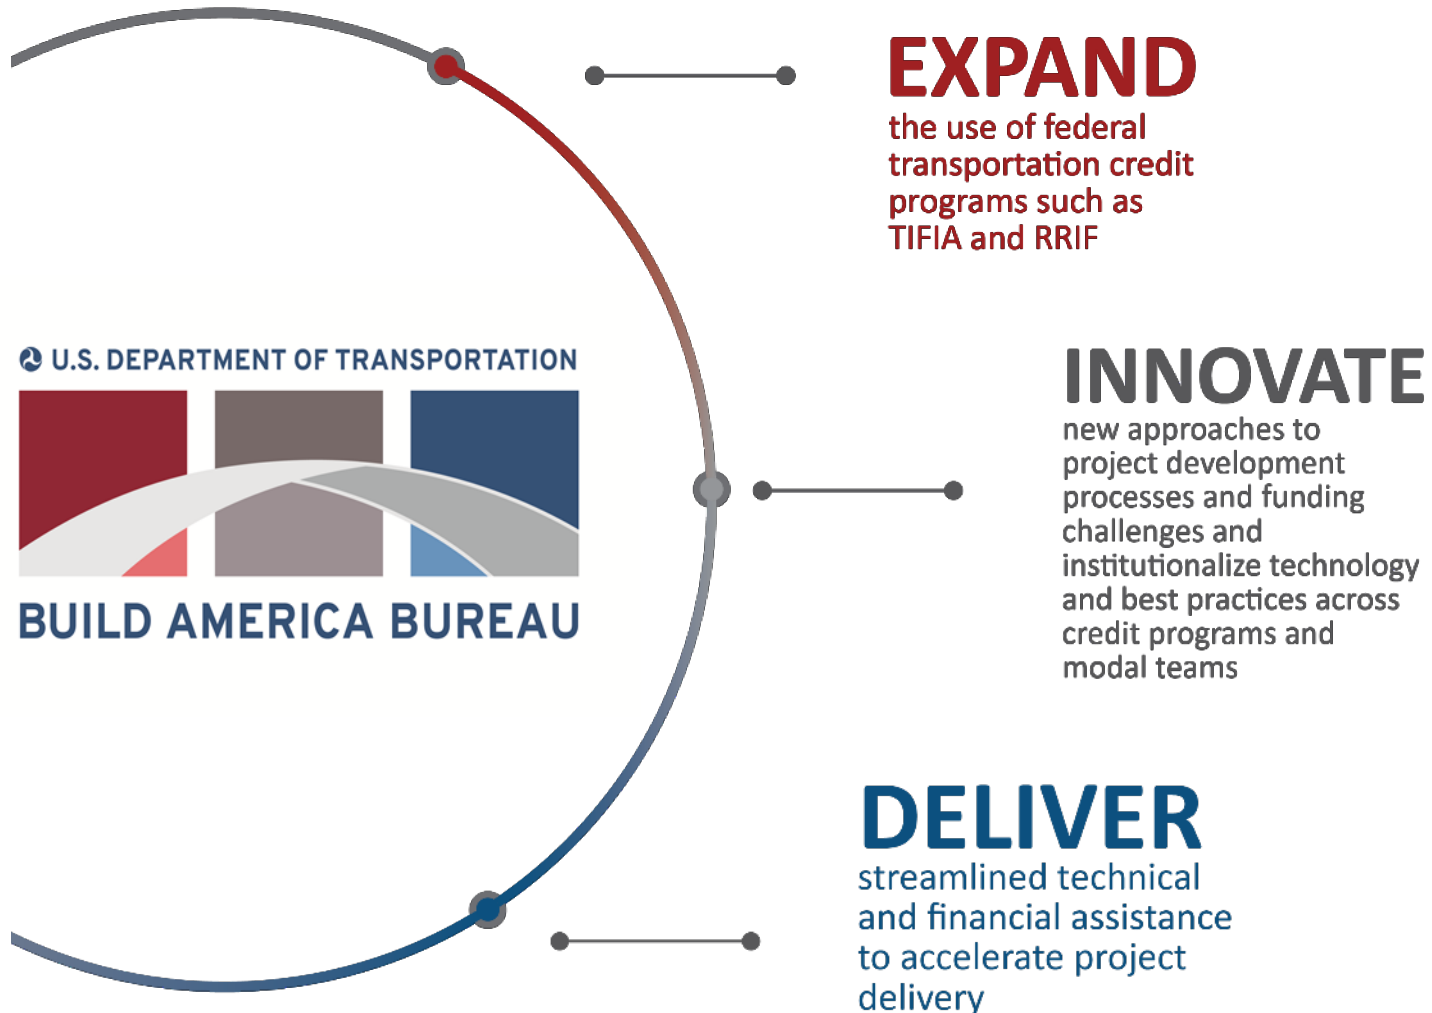 U.S. DEPARTMENT OF TRANSPORTATION
BUILD AMERICA BUREAU
EXPAND
the use of federal
transportation credit
programs such as
TIFIA and RRIF
INNOVATE
new approaches to
project development
processes and funding
challenges and
institutionalize technology
and best practices across
credit programs and
modal teams
DELIVER
streamlined technical
and financial assistance
to accelerate project
delivery